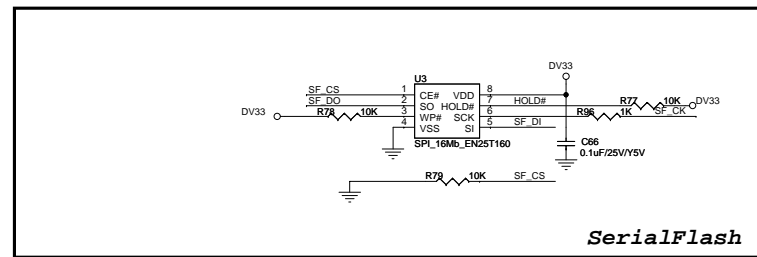 DV33
U3
SF_CS 1 CE# VDD 8
SF_DO 2 SO HOLD# 7 HOLD# R77 10K DV33
DV33 R78 10K 3 WP# SCK 6 R96 1K SF_CK
4 VSS SI 5 SF_DI
SPI_16Mb_EN25T160
C66
0.1uF/25V/Y5V
R79 10K SF_CS
SerialFlash